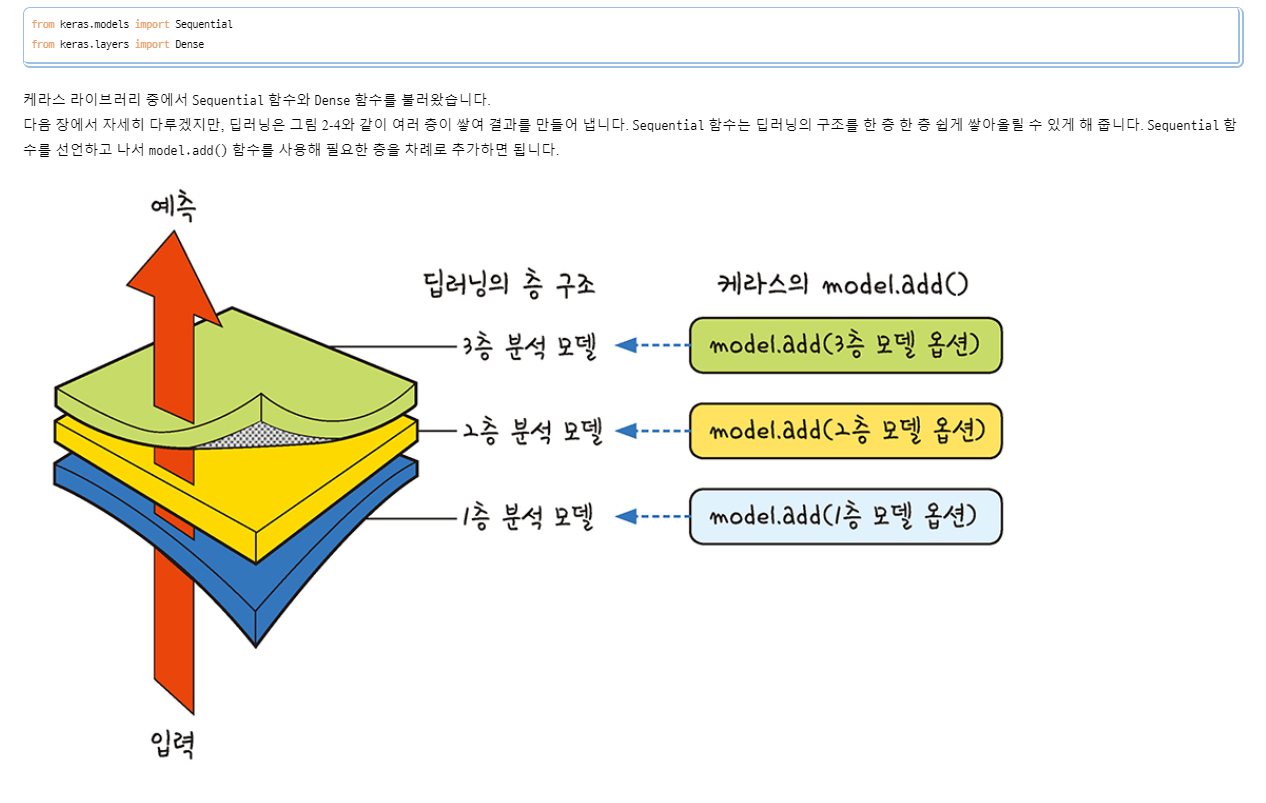 from keras.models import Sequential
from keras.layers import Dense
케라스 라이브러리 중에서 Sequential 함수와 Dense 함수를 불러왔습니다.
다음 장에서 자세히 다루겠지만, 딥러닝은 그림 2-4와 같이 여러 층이 쌓여 결과를 만들어 냅니다. Sequential 함수는 딥러닝의 구조를 한 층 한 층 쉽게 쌓아올릴 수 있게 해 줍니다. Sequential 함
수를 선언하고 나서 model.add() 함수를 사용해 필요한 층을 차례로 추가하면 됩니다.
예측
딥러닝의 층 구조 케라스의 model.add()
3층 분석 모델 model.add(3층 모델 옵션)
2층 분석 모델 model.add(2층 모델 옵션)
1층 분석 모델 model.add(1층 모델 옵션)
입력